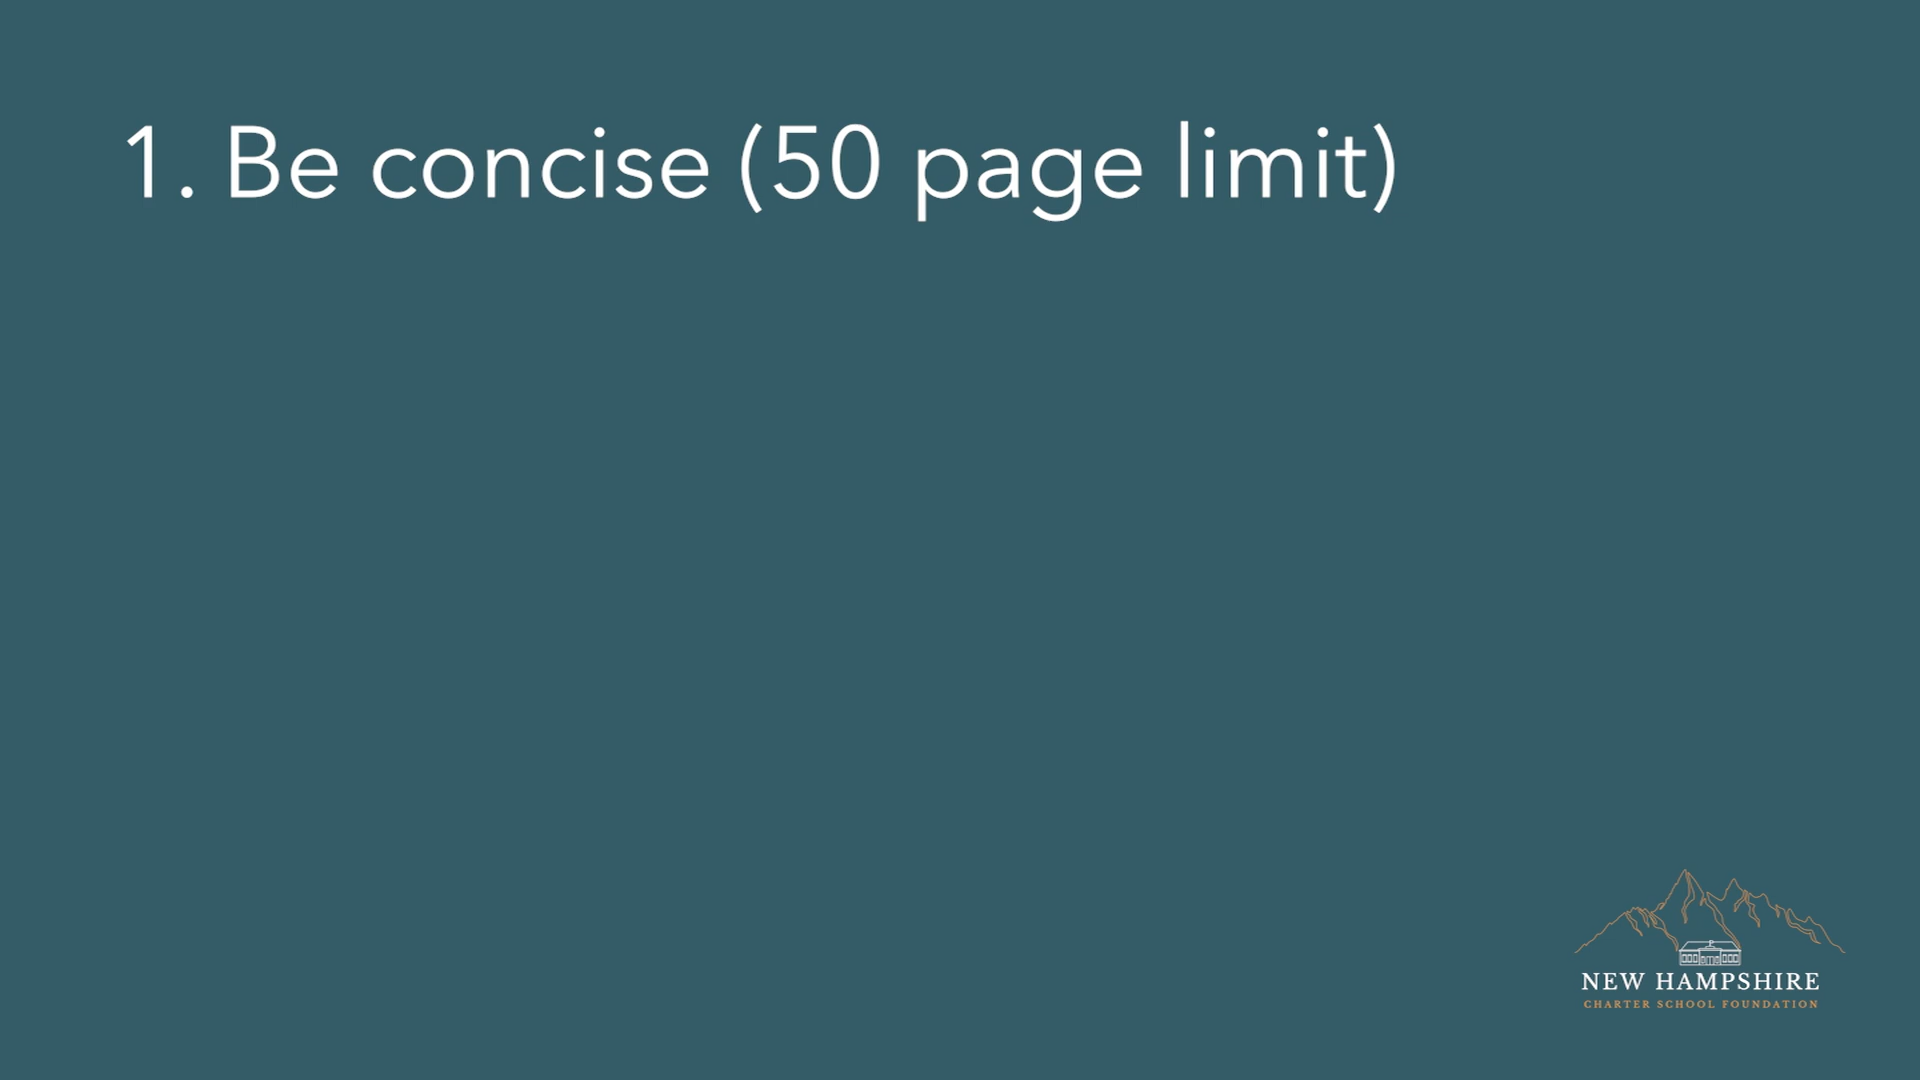 1. Be concise (50 page limit)
NEW HAMPSHIRE
CHARTER SCHOOL FOUNDATION